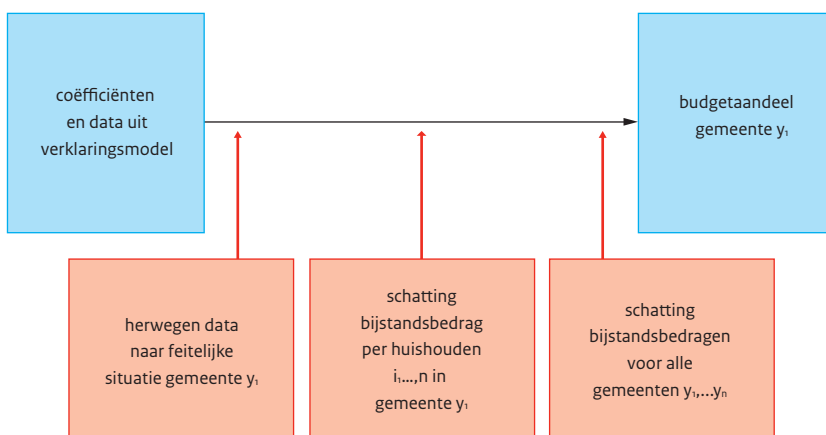 coëfficiënten
en data uit
verklaringsmodel
budgetaandeel
gemeente y₁
herwegen data
naar feitelijke
situatie gemeente y₁
schatting
bijstandsbedrag
per huishouden
i₁...,n in
gemeente y₁
schatting
bijstandsbedragen
voor alle
gemeenten y₁,...yₙ